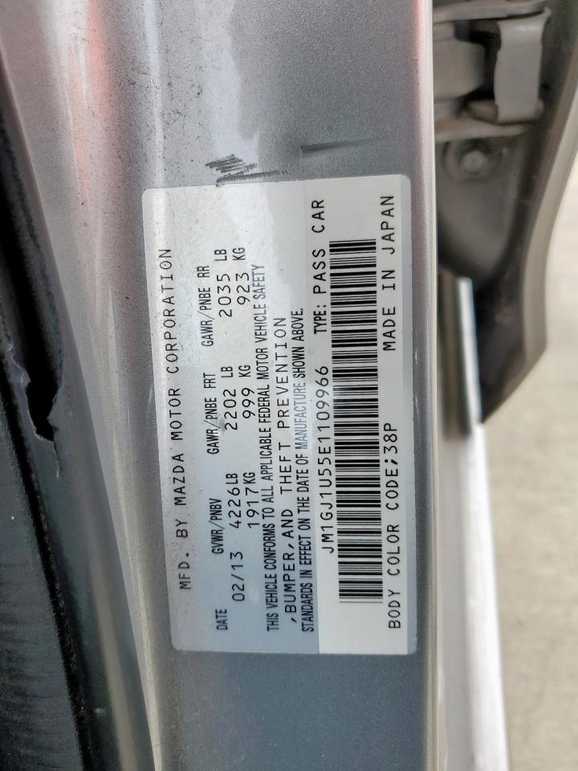 MFD. BY MAZDA MOTOR CORPORATION
DATE GVWR/PNBV GAWR/PNBE FRT GAWR/PNBE RR
02/13 4226LB 2202 LB 2035 LB
1917KG 999 KG 923 KG
THIS VEHICLE CONFORMS TO ALL APPLICABLE FEDERAL MOTOR VEHICLE SAFETY
,BUMPER,AND THEFT PREVENTION
STANDARDS IN EFFECT ON THE DATE OF MANUFACTURE SHOWN ABOVE.
JM1GJ1U55E1109966 TYPE: PASS CAR
BODY COLOR CODE;38P MADE IN JAPAN